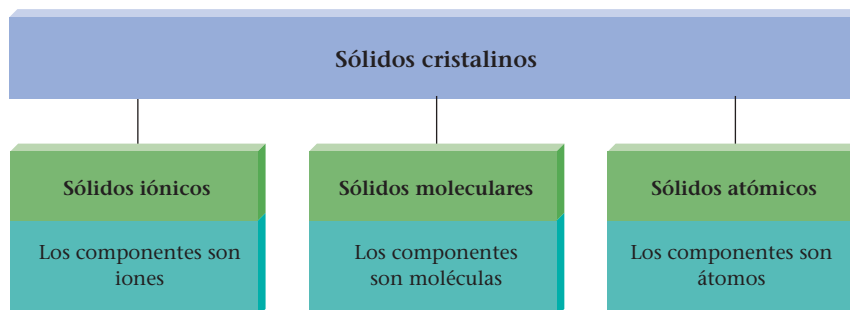 Sólidos cristalinos
Sólidos iónicos
Los componentes son
iones
Sólidos moleculares
Los componentes
son moléculas
Sólidos atómicos
Los componentes son
átomos